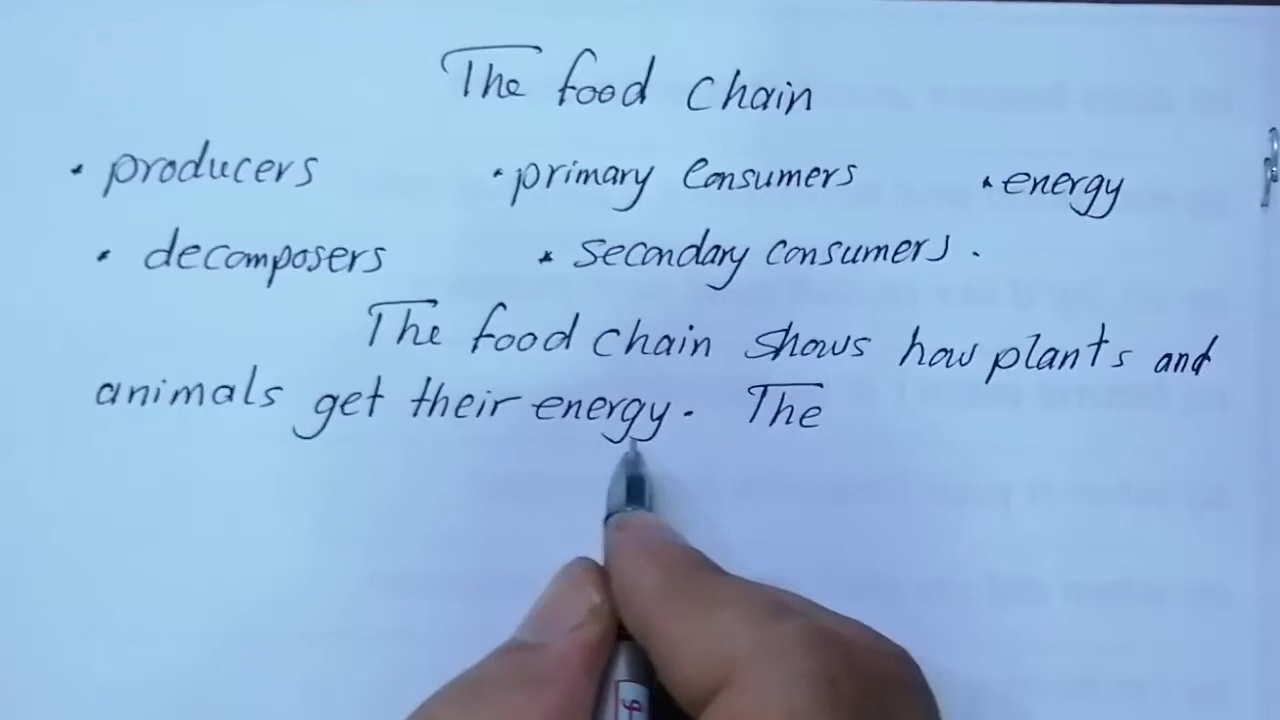 The food Chain
• producers • primary Consumers • energy
• decomposers • Secondary consumers.
The food chain shows how plants and
animals get their energy. The